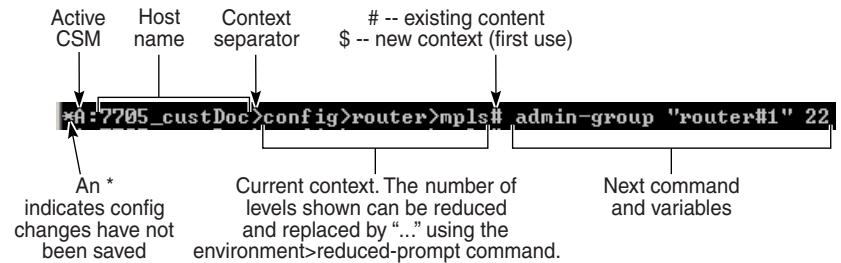 Active
CSM
Host
name
Context
separator
# -- existing content
$ -- new context (first use)
*A:7705_custDoc>config>router>mpls# admin-group "router#1" 22
An *
indicates config
changes have not
been saved
Current context. The number of
levels shown can be reduced
and replaced by “...” using the
environment>reduced-prompt command.
Next command
and variables